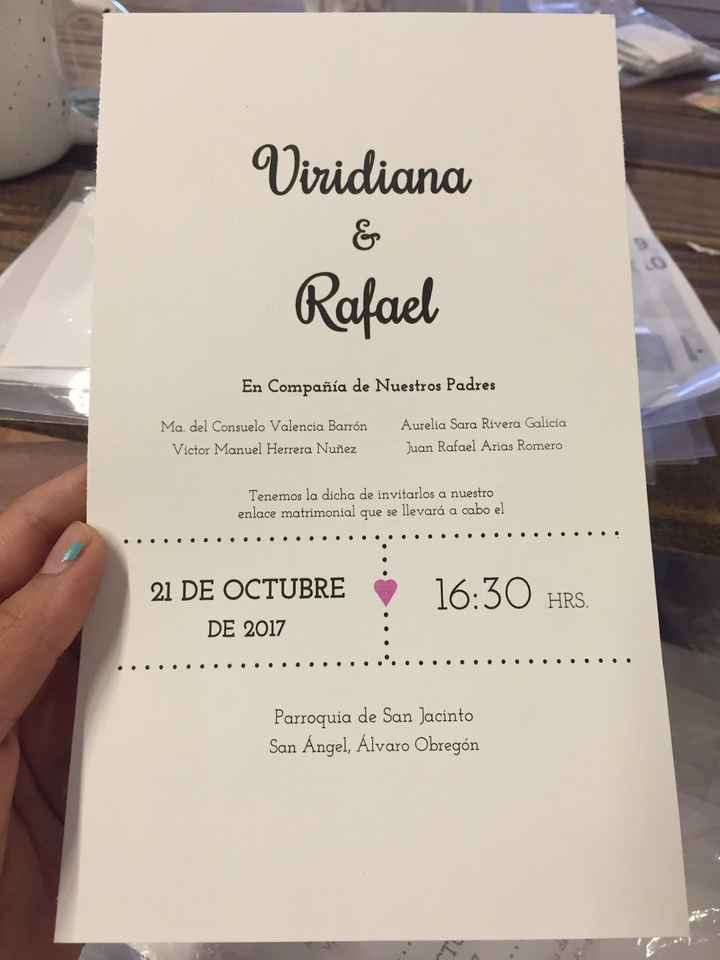 Viridiana
&
Rafael
En Compañía de Nuestros Padres
Ma. del Consuelo Valencia Barrón
Victor Manuel Herrera Nuñez
Aurelia Sara Rivera Galicia
Juan Rafael Arias Romero
Tenemos la dicha de invitarlos a nuestro
enlace matrimonial que se llevará a cabo el
21 DE OCTUBRE
DE 2017
16:30 HRS.
Parroquia de San Jacinto
San Ángel, Álvaro Obregón